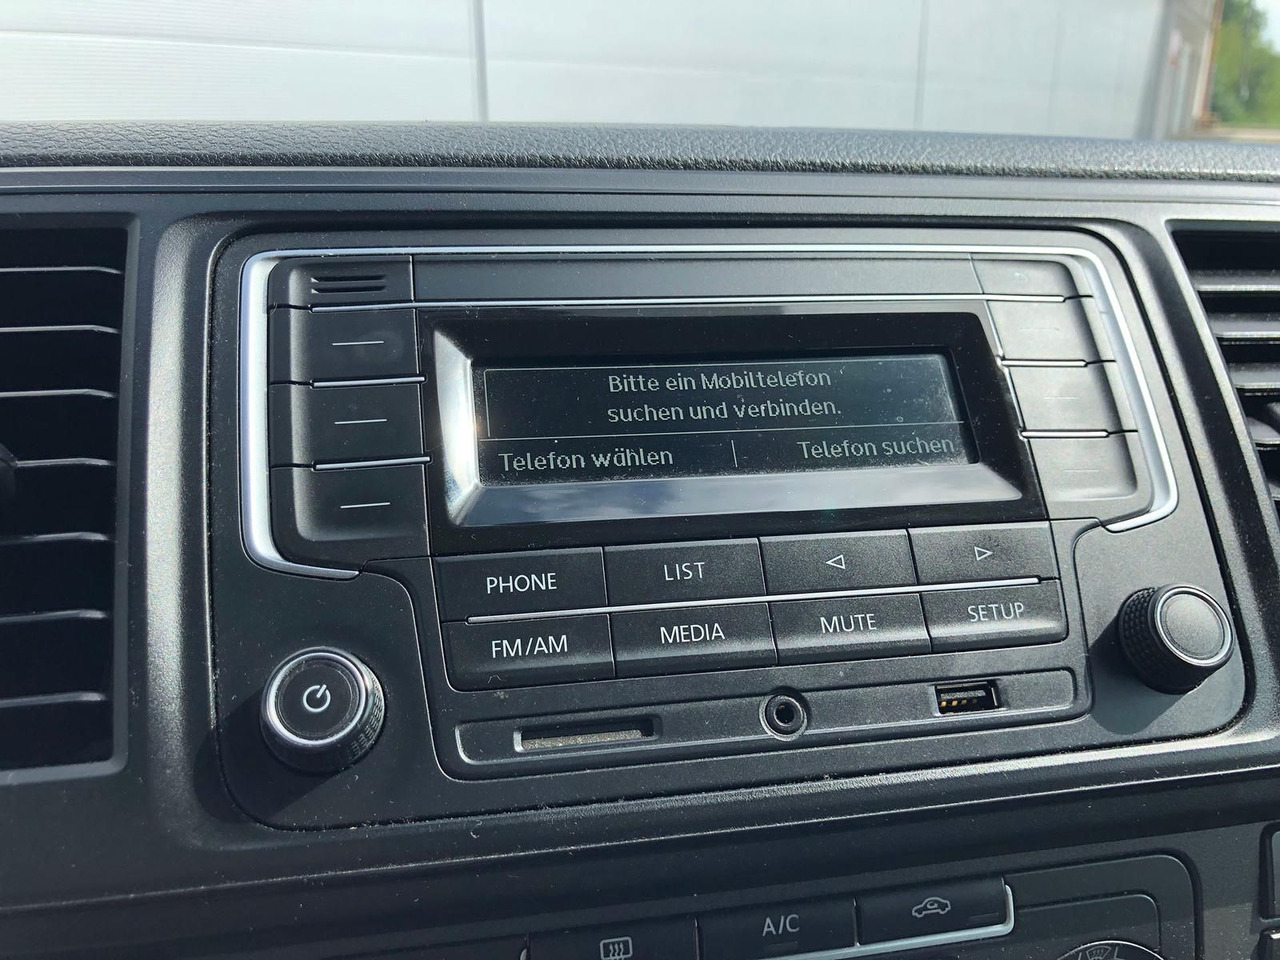 Bitte ein Mobiltelefon
suchen und verbinden.
Telefon wählen
Telefon suchen
PHONE
LIST
FM/AM
MEDIA
MUTE
SETUP
A/C